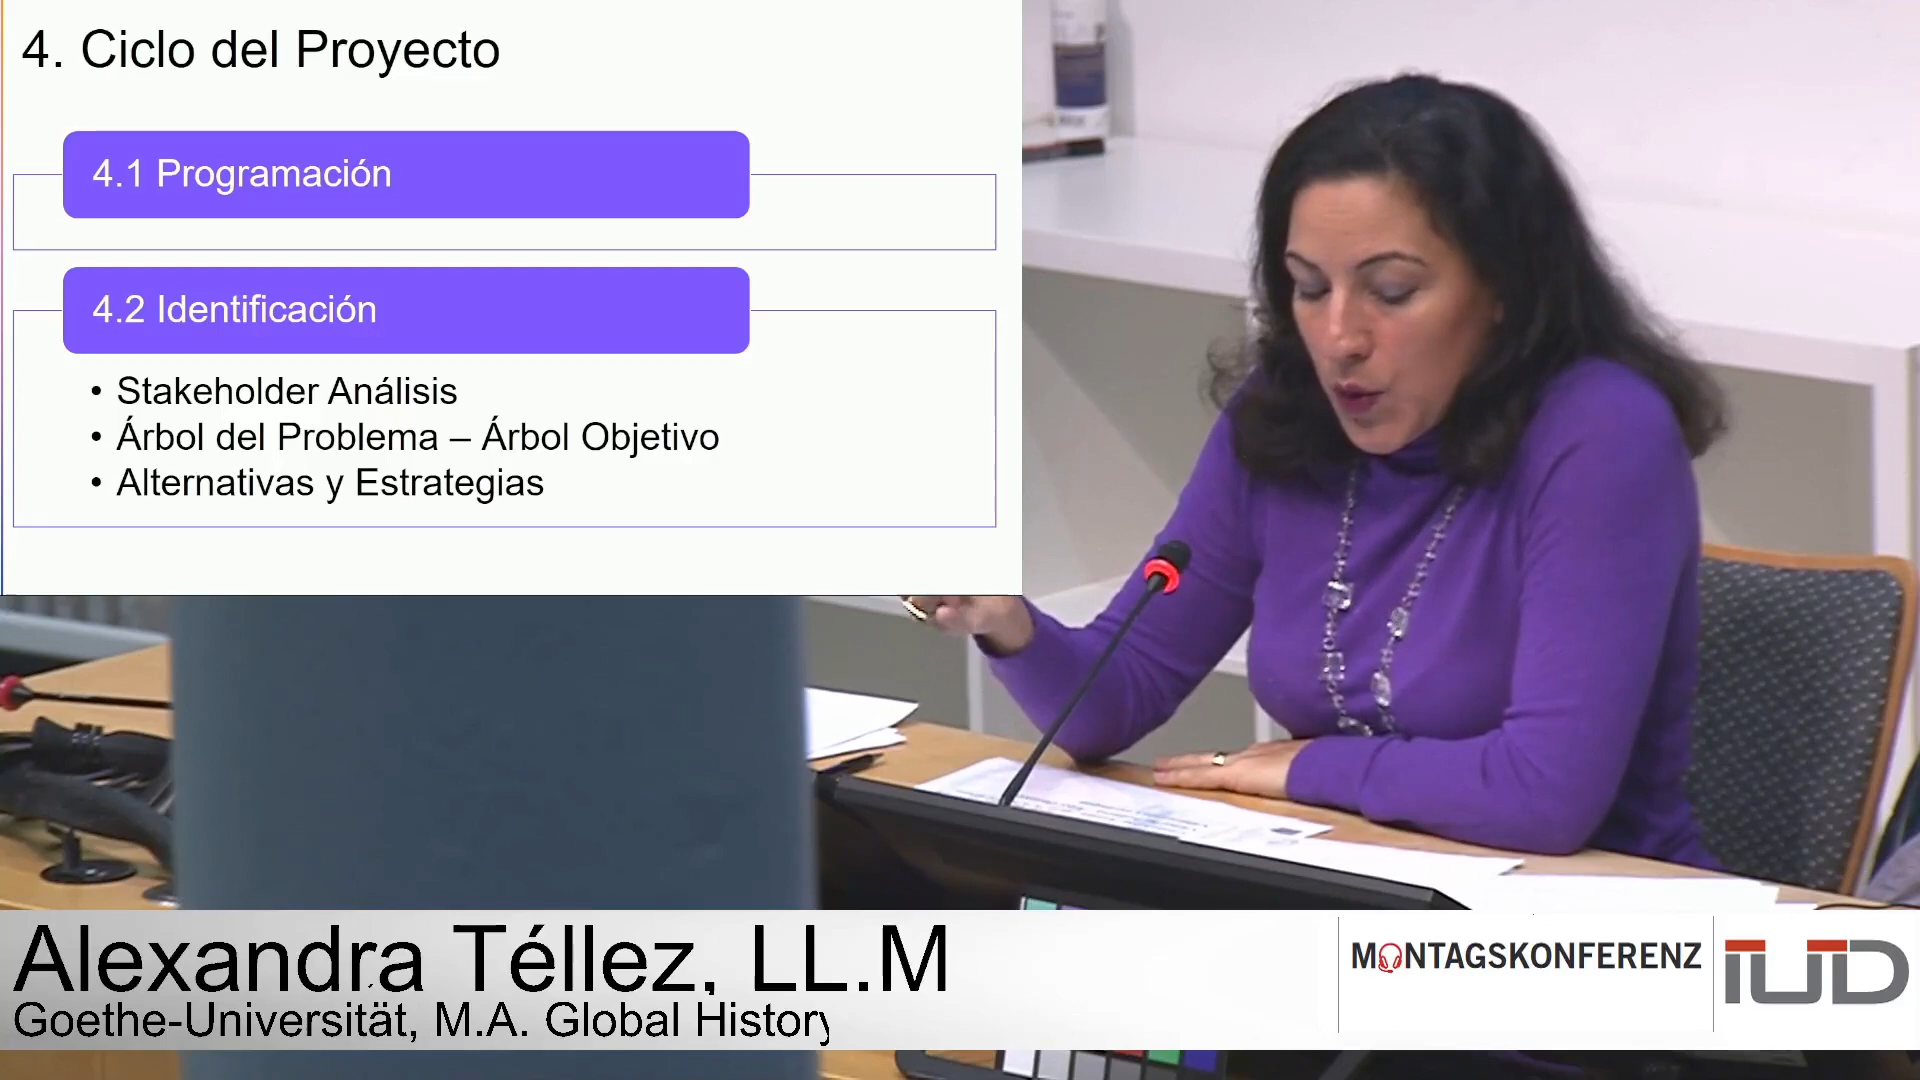 4. Ciclo del Proyecto
4.1 Programación
4.2 Identificación
• Stakeholder Análisis
• Árbol del Problema – Árbol Objetivo
• Alternativas y Estrategias
Alexandra Téllez, LL.M
Goethe-Universität, M.A. Global History
MONTAGSKONFERENZ
IUD